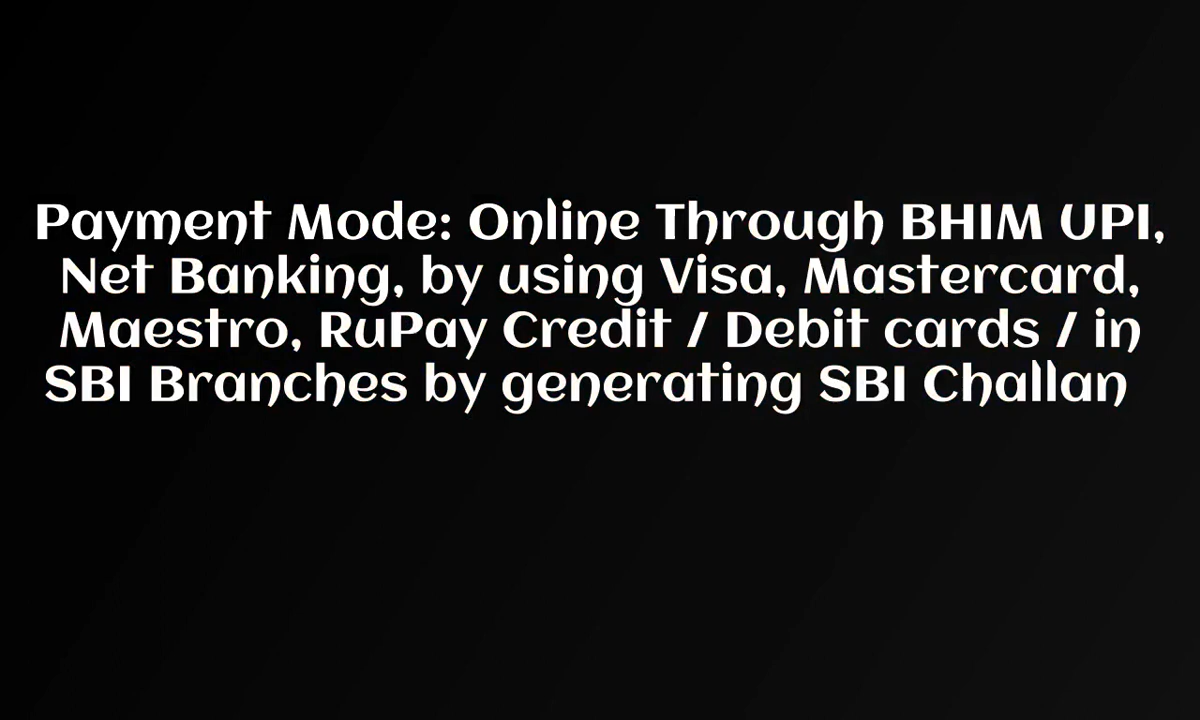 Payment Mode: Online Through BHIM UPI,
Net Banking, by using Visa, Mastercard,
Maestro, RuPay Credit / Debit cards / in
SBI Branches by generating SBI Challan